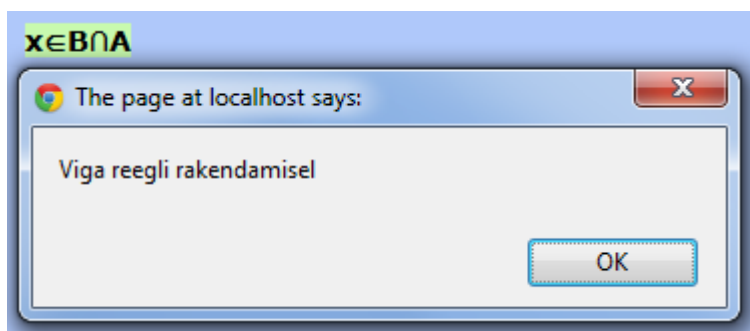 x∈B∩A
The page at localhost says:
Viga reegli rakendamisel
OK